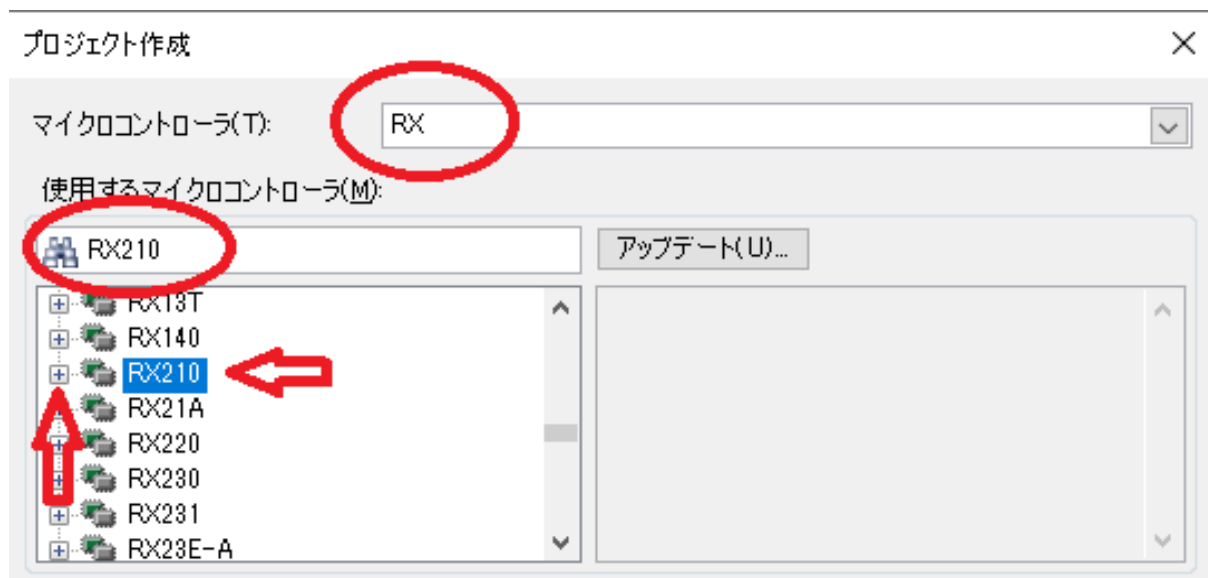 プロジェクト作成
マイクロコントローラ(T): RX
使用するマイクロコントローラ(M):
RX210 アップデート(U)...
RX13T
RX140
RX210
RX21A
RX220
RX230
RX231
RX23E-A